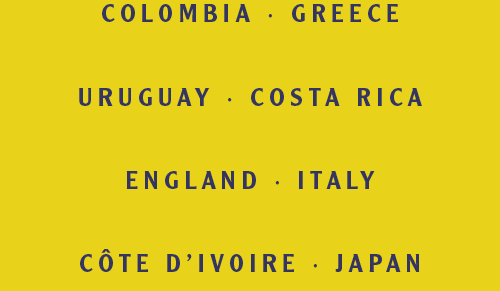 COLOMBIA · GREECE
URUGUAY · COSTA RICA
ENGLAND · ITALY
CÔTE D’IVOIRE · JAPAN